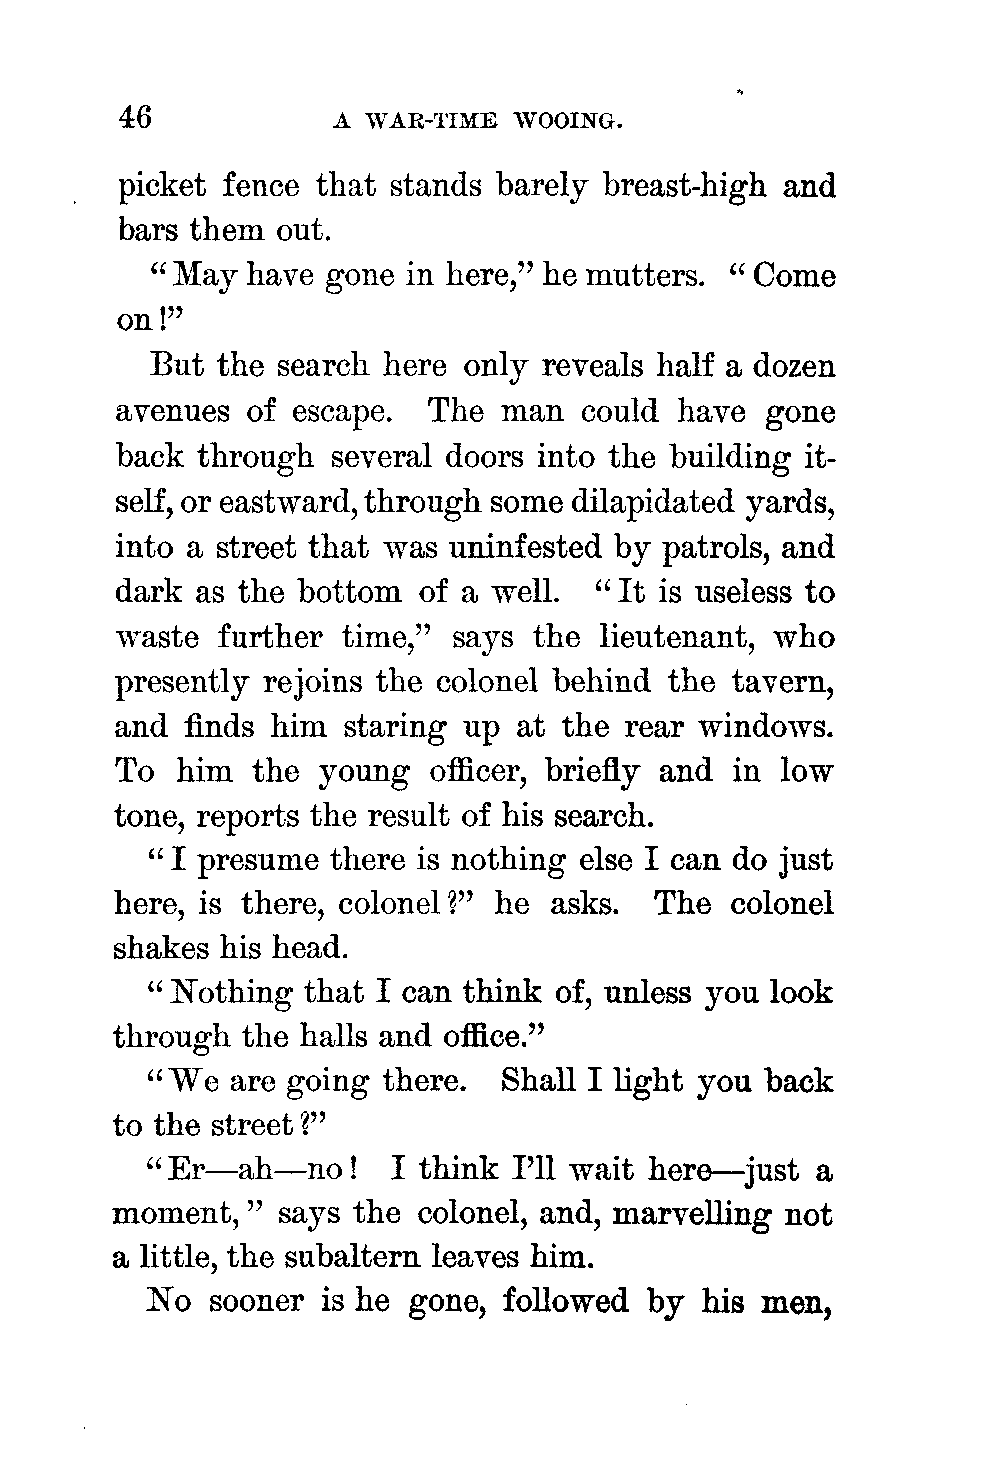 46 A WAR-TIME WOOING.
picket fence that stands barely breast-high and
bars them out.
“May have gone in here,” he mutters. “Come
on!”
But the search here only reveals half a dozen
avenues of escape. The man could have gone
back through several doors into the building it-
self, or eastward, through some dilapidated yards,
into a street that was uninfested by patrols, and
dark as the bottom of a well. “It is useless to
waste further time,” says the lieutenant, who
presently rejoins the colonel behind the tavern,
and finds him staring up at the rear windows.
To him the young officer, briefly and in low
tone, reports the result of his search.
“I presume there is nothing else I can do just
here, is there, colonel?” he asks. The colonel
shakes his head.
“Nothing that I can think of, unless you look
through the halls and office.”
“We are going there. Shall I light you back
to the street?”
“Er—ah—no! I think I’ll wait here—just a
moment,” says the colonel, and, marvelling not
a little, the subaltern leaves him.
No sooner is he gone, followed by his men,